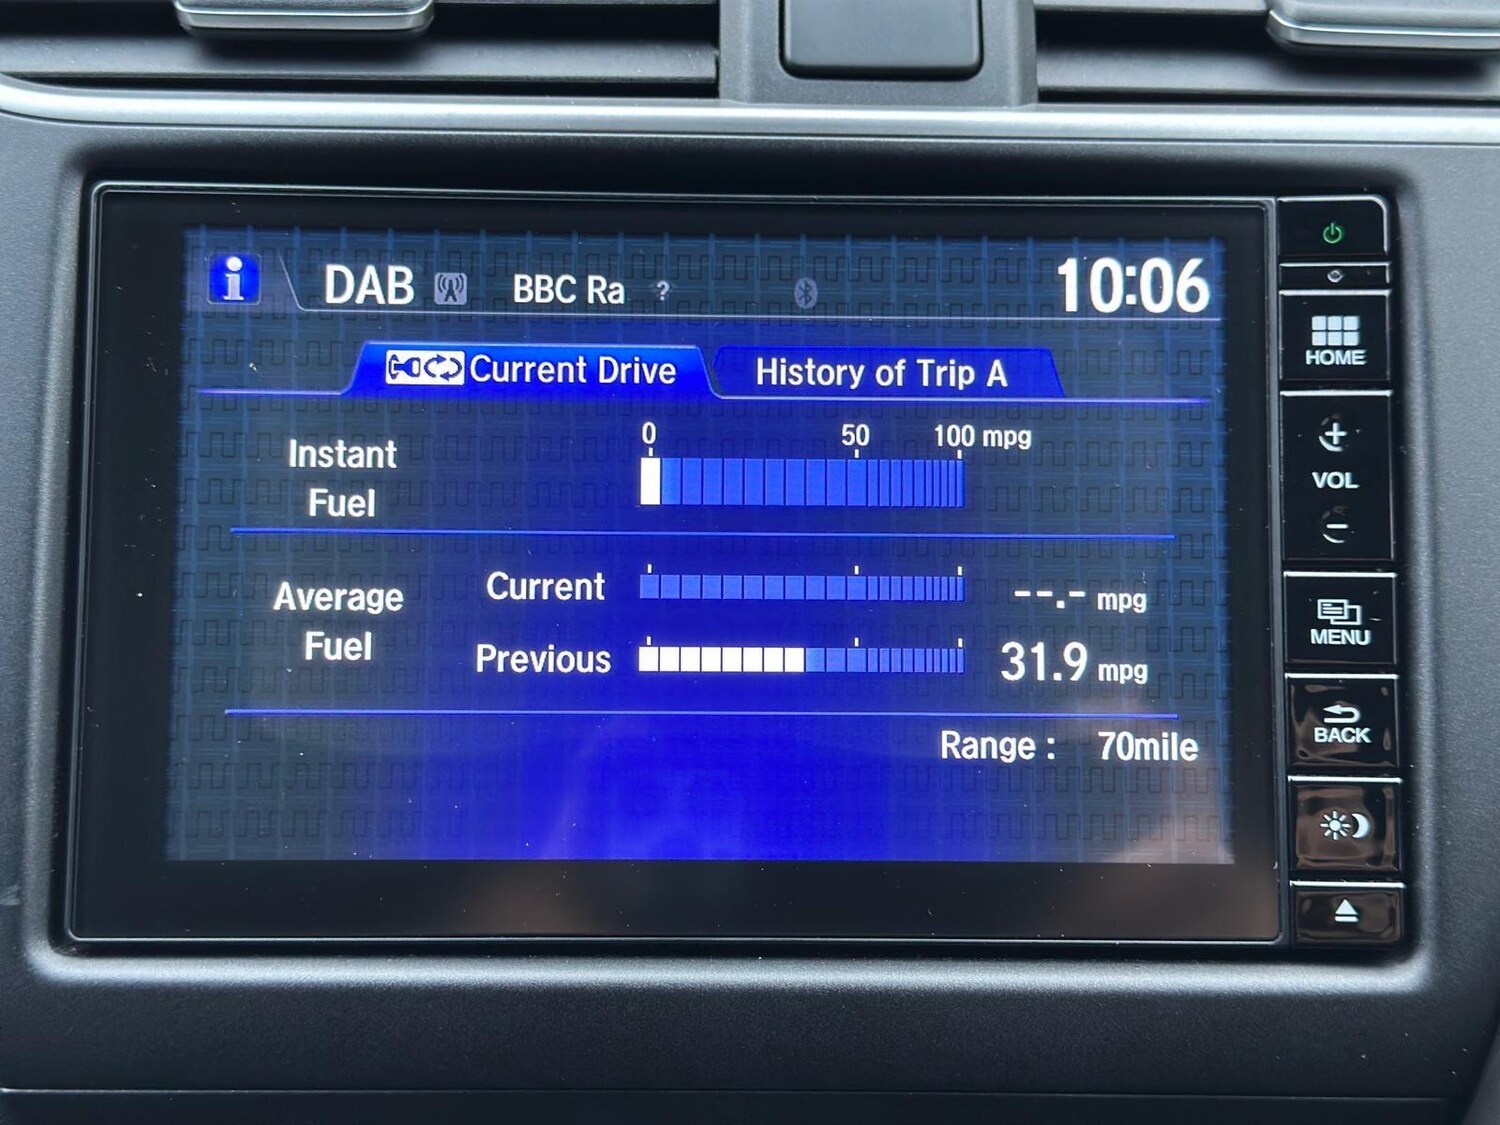 i DAB BBC Ra ? 10:06
Current Drive History of Trip A
0 50 100 mpg
Instant
Fuel
Average
Fuel
Current --.- mpg
Previous 31.9 mpg
Range : 70mile
HOME
+
VOL
−
MENU
BACK